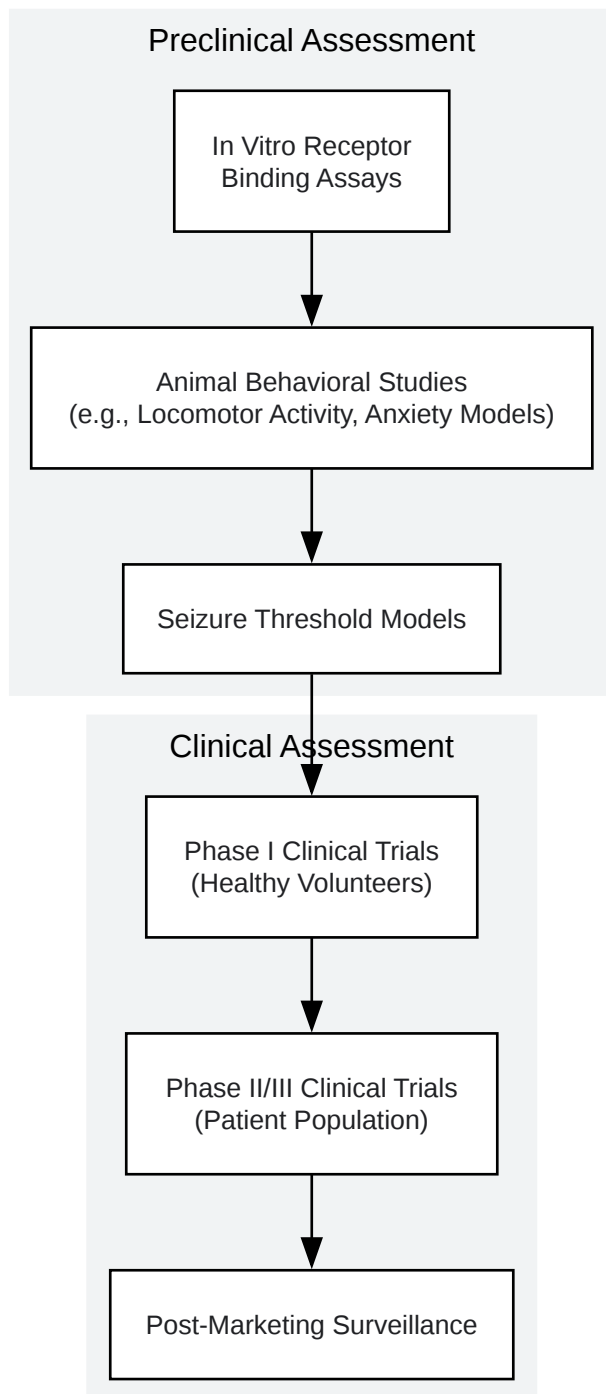 Preclinical Assessment
In Vitro Receptor
Binding Assays
Animal Behavioral Studies
(e.g., Locomotor Activity, Anxiety Models)
Seizure Threshold Models
Clinical Assessment
Phase I Clinical Trials
(Healthy Volunteers)
Phase II/III Clinical Trials
(Patient Population)
Post-Marketing Surveillance